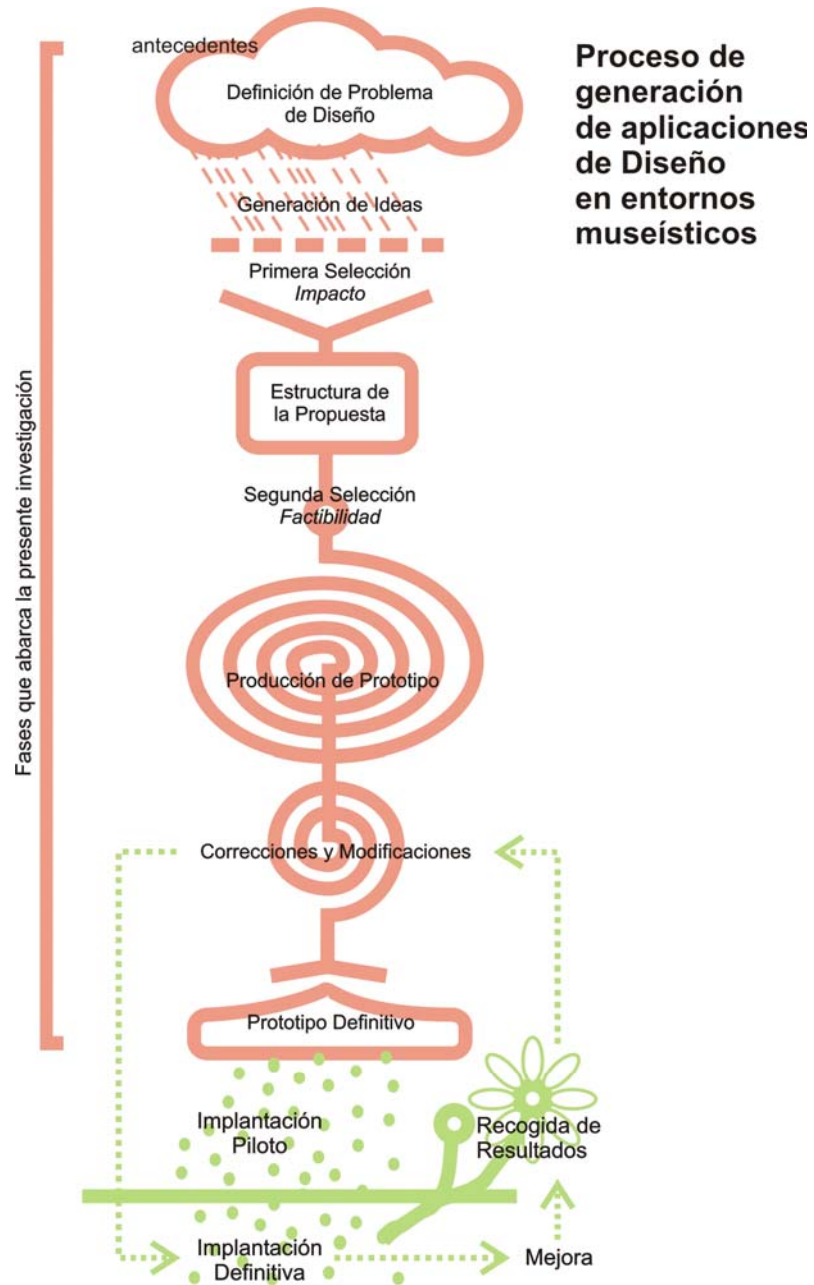 antecedentes
Definición de Problema
de Diseño
Proceso de
generación
de aplicaciones
de Diseño
en entornos
museísticos
Generación de Ideas
Primera Selección
Impacto
Estructura de
la Propuesta
Segunda Selección
Factibilidad
Fases que abarca la presente investigación
Producción de Prototipo
Correcciones y Modificaciones
Prototipo Definitivo
Implantación
Piloto
Recogida de
Resultados
Implantación
Definitiva
Mejora